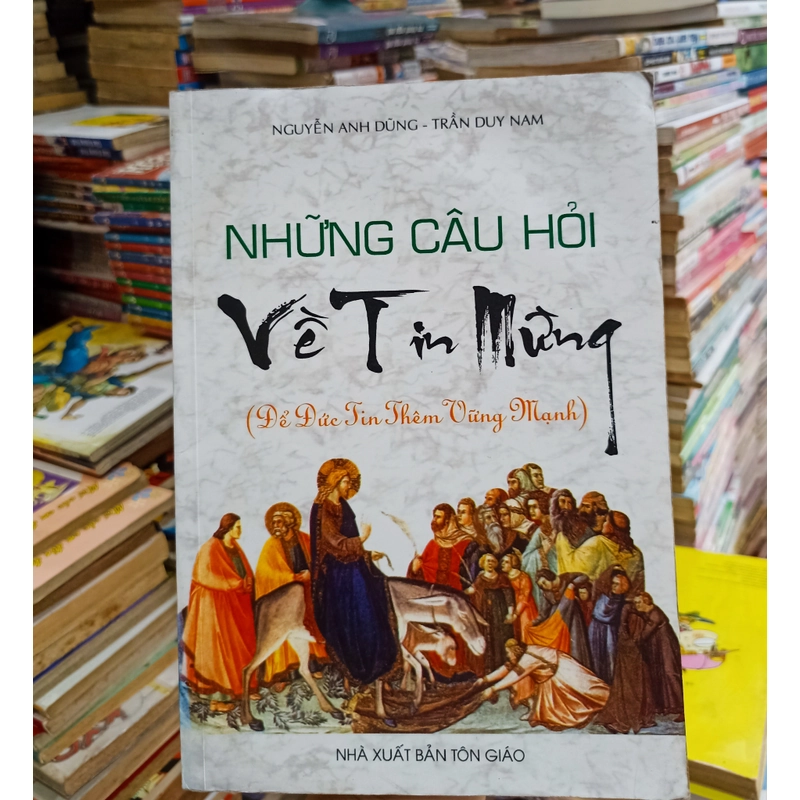 NGUYỄN ANH DŨNG - TRẦN DUY NAM
NHỮNG CÂU HỎI
Về Tin Mừng
(Để Đức Tin Thêm Vững Mạnh)
NHÀ XUẤT BẢN TÔN GIÁO